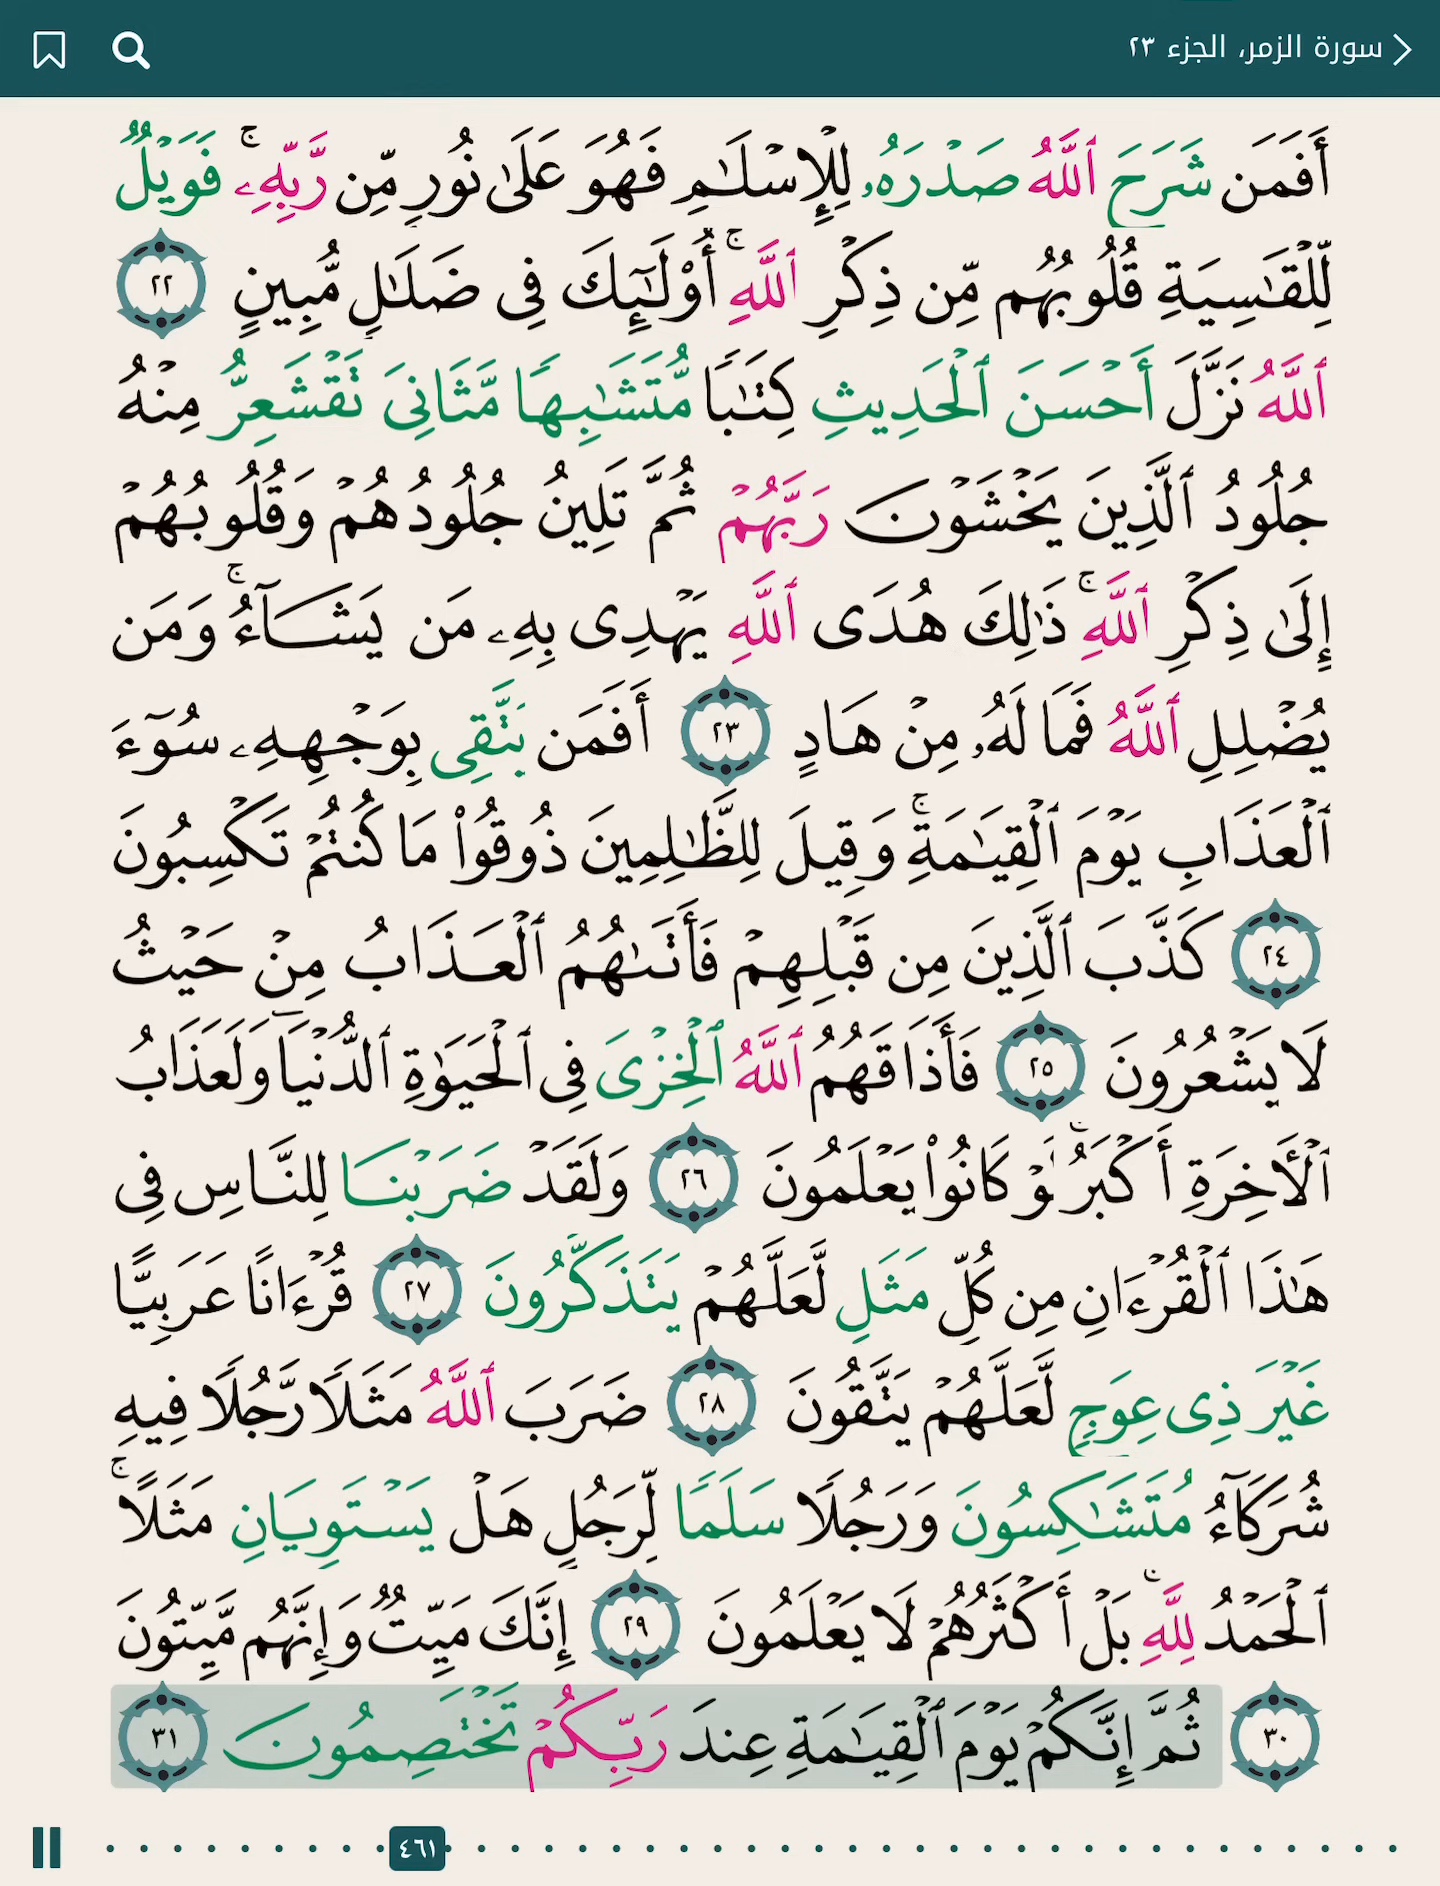 سورة الزمر، الجزء ٢٣
أَفَمَن شَرَحَ ٱللَّهُ صَدۡرَهُۥ لِلۡإِسۡلَٰمِ فَهُوَ عَلَىٰ نُورٖ مِّن رَّبِّهِۦۚ فَوَيۡلٞ
لِّلۡقَٰسِيَةِ قُلُوبُهُم مِّن ذِكۡرِ ٱللَّهِۚ أُوْلَٰٓئِكَ فِي ضَلَٰلٖ مُّبِينٍ ٢٢
ٱللَّهُ نَزَّلَ أَحۡسَنَ ٱلۡحَدِيثِ كِتَٰبٗا مُّتَشَٰبِهٗا مَّثَانِيَ تَقۡشَعِرُّ مِنۡهُ
جُلُودُ ٱلَّذِينَ يَخۡشَوۡنَ رَبَّهُمۡ ثُمَّ تَلِينُ جُلُودُهُمۡ وَقُلُوبُهُمۡ
إِلَىٰ ذِكۡرِ ٱللَّهِۚ ذَٰلِكَ هُدَى ٱللَّهِ يَهۡدِي بِهِۦ مَن يَشَآءُۚ وَمَن
يُضۡلِلِ ٱللَّهُ فَمَا لَهُۥ مِنۡ هَادٍ ٢٣ أَفَمَن يَتَّقِي بِوَجۡهِهِۦ سُوٓءَ
ٱلۡعَذَابِ يَوۡمَ ٱلۡقِيَٰمَةِۚ وَقِيلَ لِلظَّٰلِمِينَ ذُوقُواْ مَا كُنتُمۡ تَكۡسِبُونَ
٢٤ كَذَّبَ ٱلَّذِينَ مِن قَبۡلِهِمۡ فَأَتَىٰهُمُ ٱلۡعَذَابُ مِنۡ حَيۡثُ
لَا يَشۡعُرُونَ ٢٥ فَأَذَاقَهُمُ ٱللَّهُ ٱلۡخِزۡيَ فِي ٱلۡحَيَوٰةِ ٱلدُّنۡيَاۖ وَلَعَذَابُ
ٱلۡأٓخِرَةِ أَكۡبَرُۚ لَوۡ كَانُواْ يَعۡلَمُونَ ٢٦ وَلَقَدۡ ضَرَبۡنَا لِلنَّاسِ فِي
هَٰذَا ٱلۡقُرۡءَانِ مِن كُلِّ مَثَلٖ لَّعَلَّهُمۡ يَتَذَكَّرُونَ ٢٧ قُرۡءَانًا عَرَبِيًّا
غَيۡرَ ذِي عِوَجٖ لَّعَلَّهُمۡ يَتَّقُونَ ٢٨ ضَرَبَ ٱللَّهُ مَثَلٗا رَّجُلٗا فِيهِ
شُرَكَآءُ مُتَشَٰكِسُونَ وَرَجُلٗا سَلَمٗا لِّرَجُلٍ هَلۡ يَسۡتَوِيَانِ مَثَلًاۚ
ٱلۡحَمۡدُ لِلَّهِۚ بَلۡ أَكۡثَرُهُمۡ لَا يَعۡلَمُونَ ٢٩ إِنَّكَ مَيِّتٞ وَإِنَّهُم مَّيِّتُونَ
٣٠ ثُمَّ إِنَّكُمۡ يَوۡمَ ٱلۡقِيَٰمَةِ عِندَ رَبِّكُمۡ تَخۡتَصِمُونَ ٣١
٤٦١